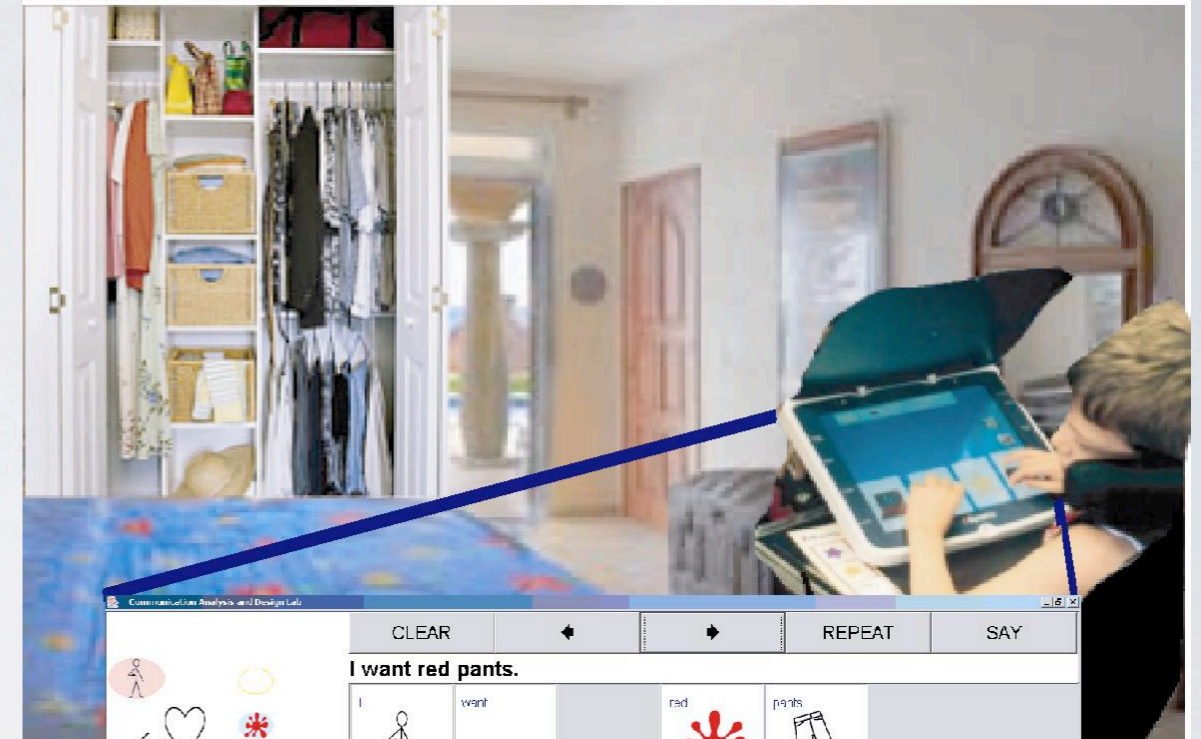 Communication Analysis and Design Lab
CLEAR REPEAT SAY
I want red pants.
I want red pants